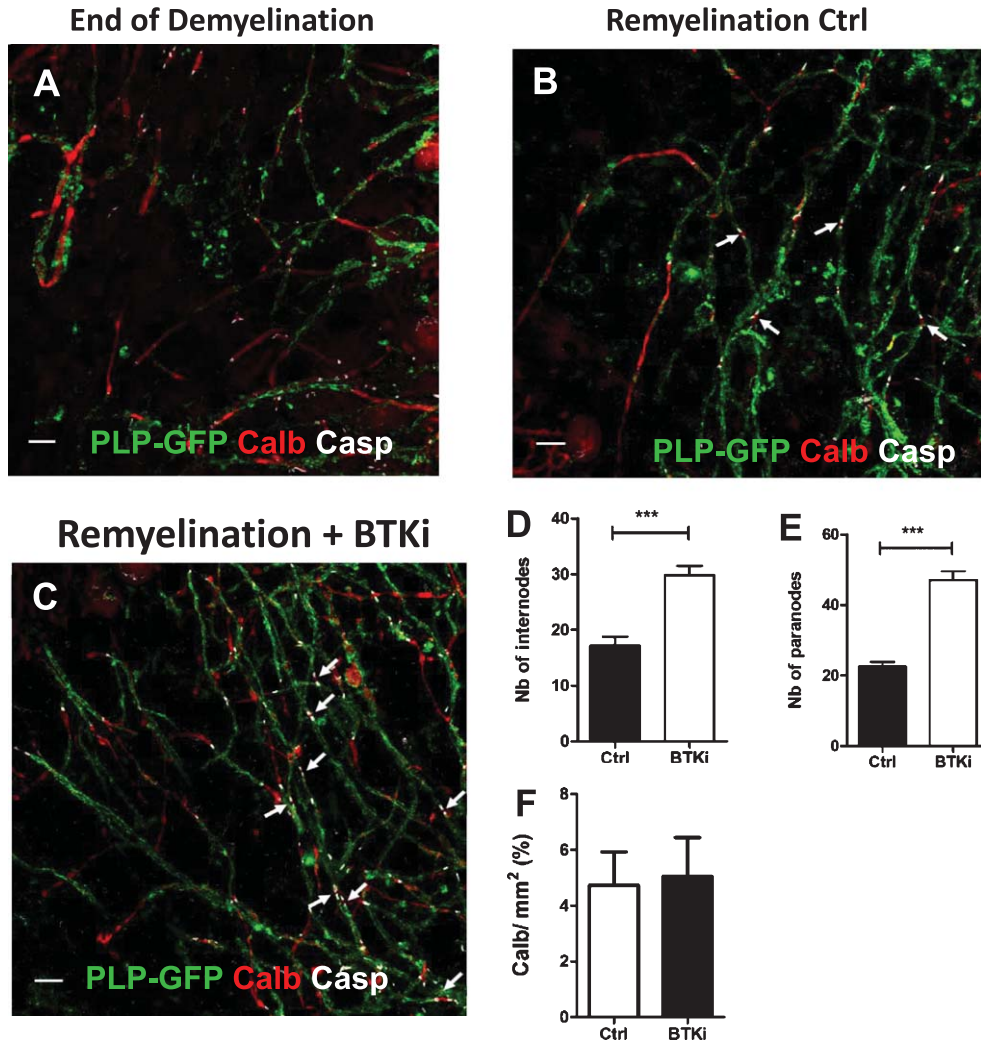 End of Demyelination
Remyelination Ctrl
A
PLP-GFP Calb Casp
B
PLP-GFP Calb Casp
Remyelination + BTKi
C
PLP-GFP Calb Casp
D
Nb of internodes
40
30
20
10
0
***
Ctrl
BTKi
E
Nb of paranodes
60
40
20
0
***
Ctrl
BTKi
F
Calb/ mm² (%)
8
6
4
2
0
Ctrl
BTKi